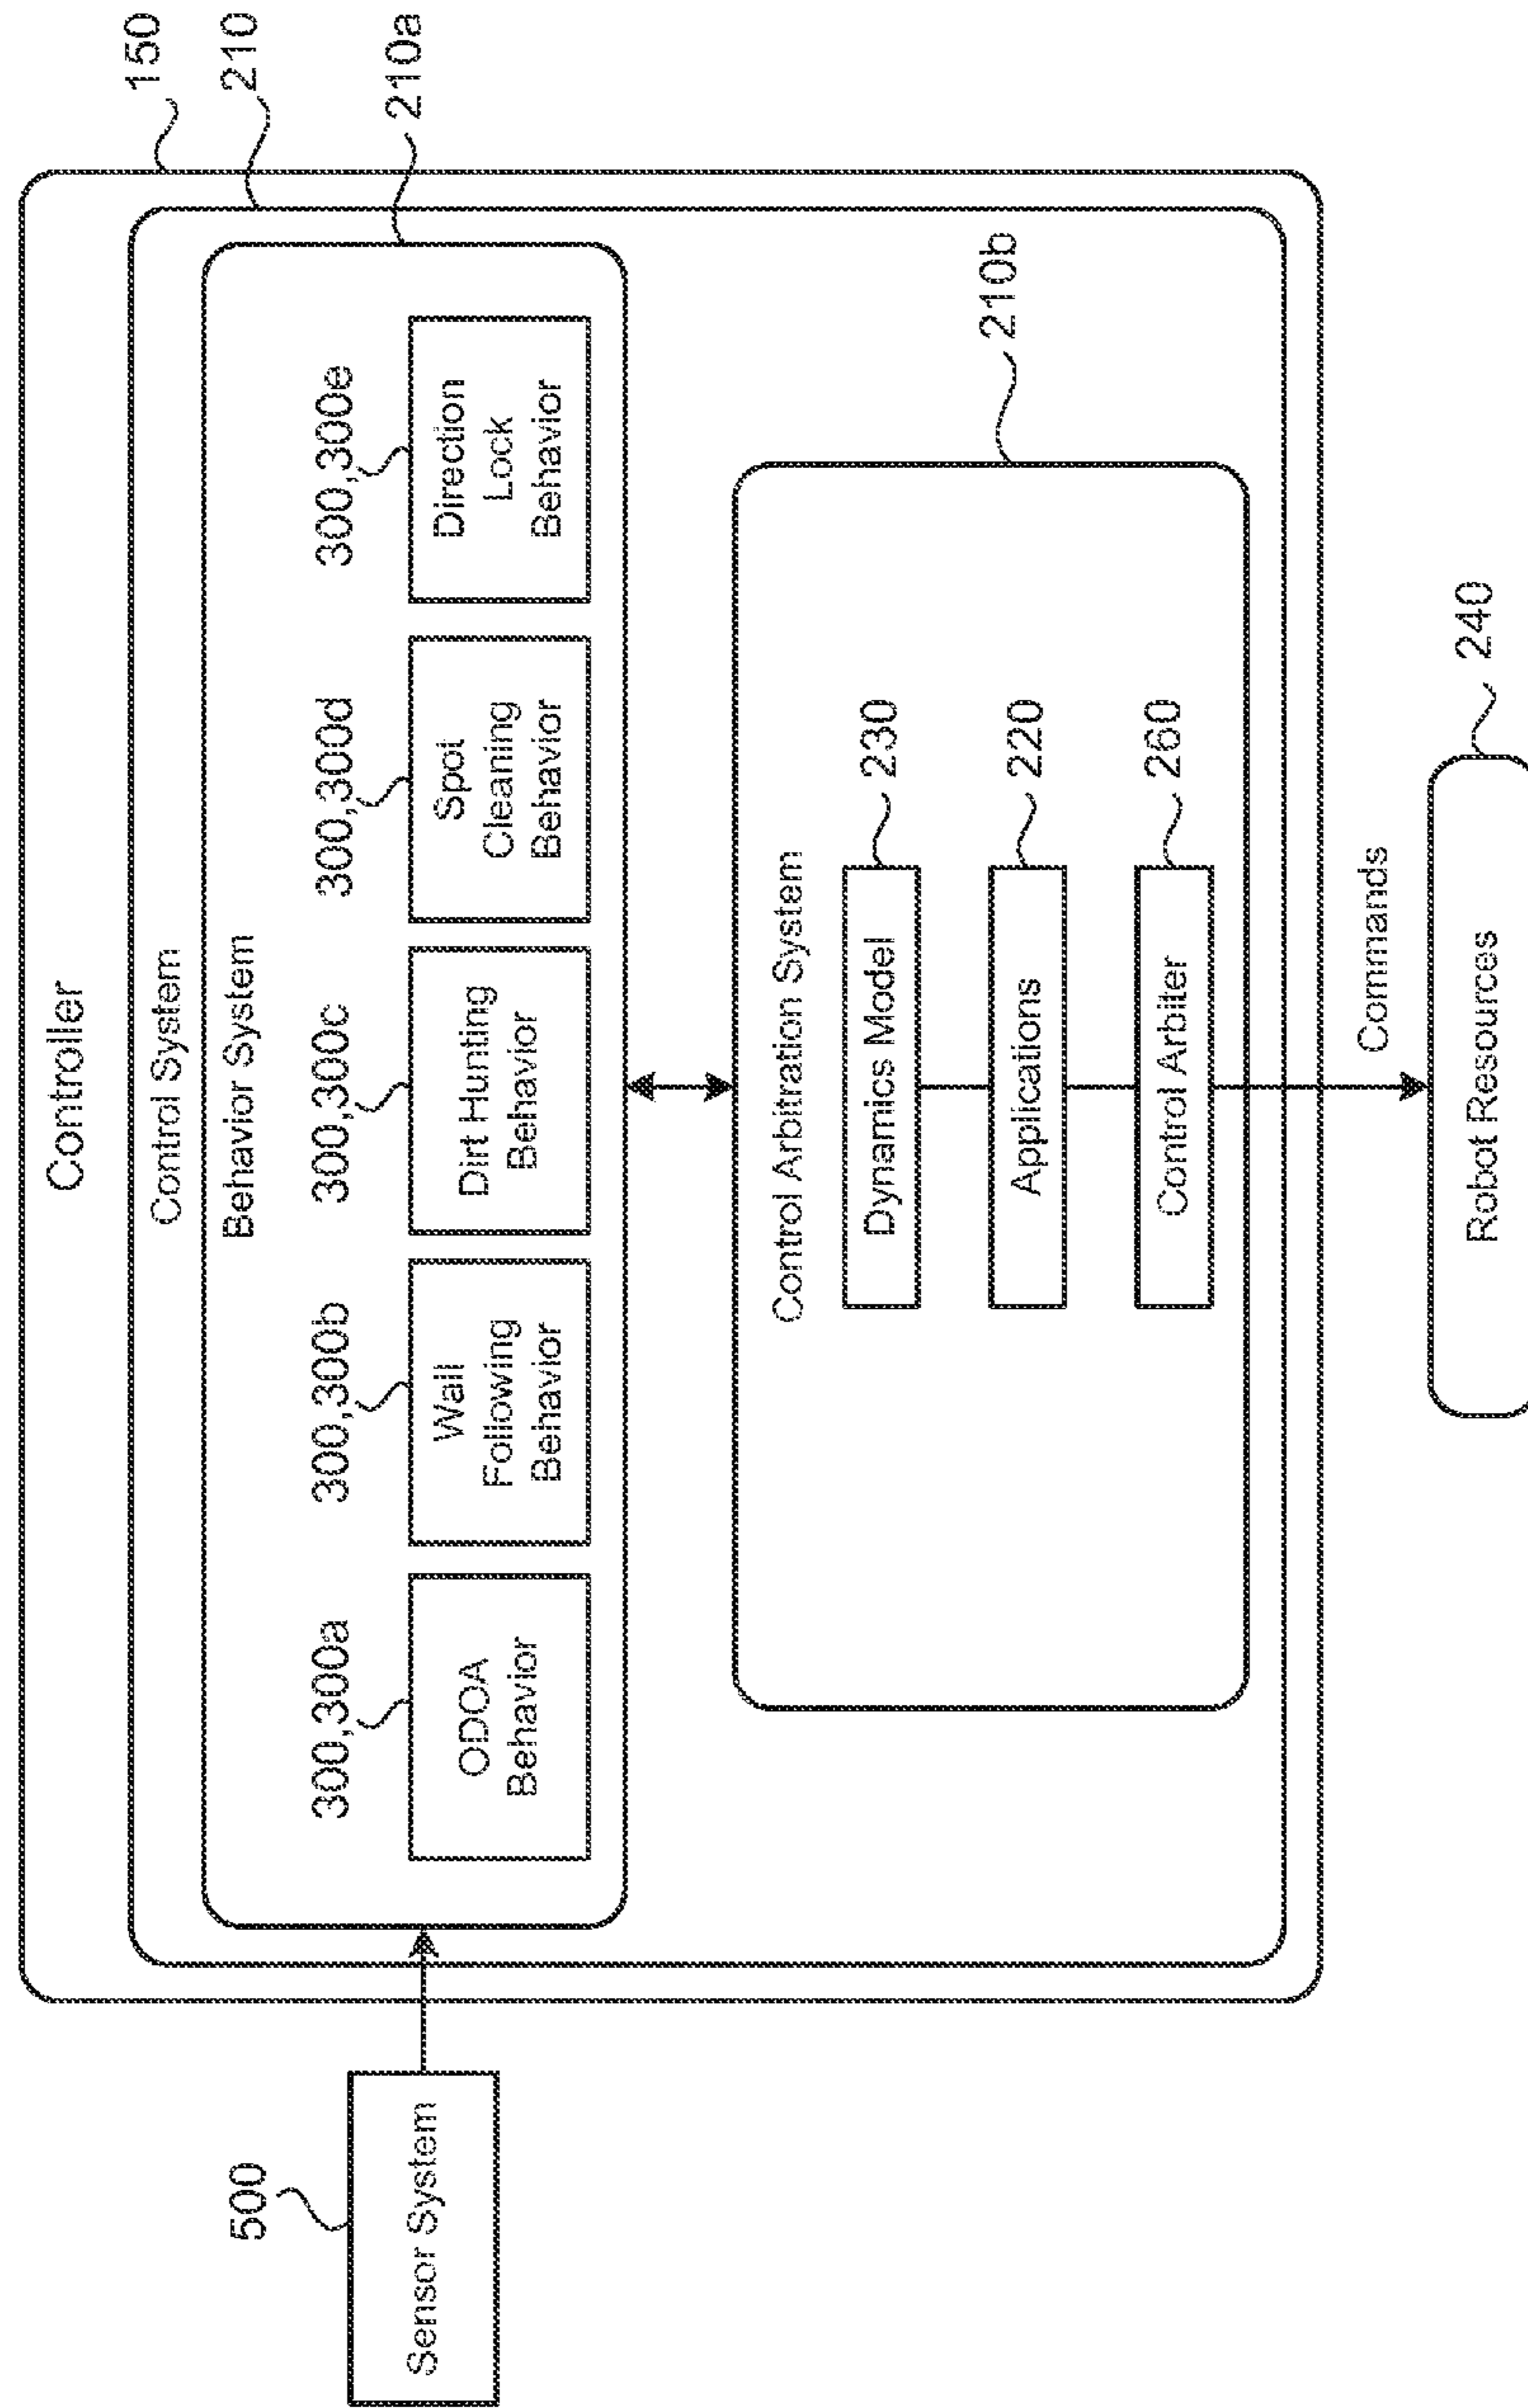 Controller
150
Control System
210
Behavior System
210a
300,300a
300,300b
300,300c
300,300d
300,300e
ODOA
Behavior
Wall
Following
Behavior
Dirt Hunting
Behavior
Spot
Cleaning
Behavior
Direction
Lock
Behavior
500
Sensor System
Control Arbitration System
210b
Dynamics Model
230
Applications
220
Control Arbiter
260
Commands
Robot Resources
240